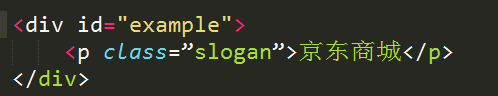 <div id="example">
    <p class=”slogan”>京东商城</p>
</div>